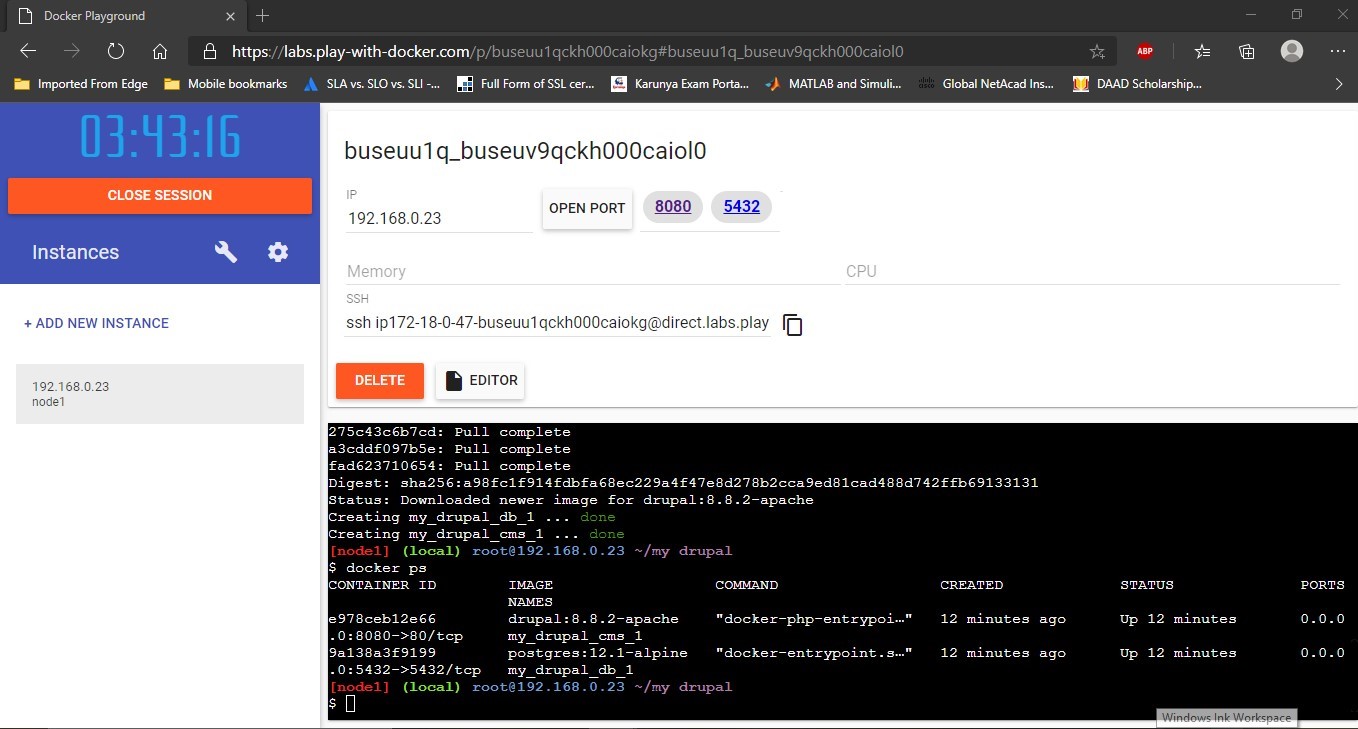 Docker Playground
https://labs.play-with-docker.com/p/buseuu1qckh000caiokg#buseuu1q_buseuv9qckh000caiol0
ABP
Imported From Edge
Mobile bookmarks
SLA vs. SLO vs. SLI -...
Full Form of SSL cer...
Karunya Exam Porta...
MATLAB and Simuli...
Global NetAcad Ins...
DAAD Scholarship...
03:43:16
CLOSE SESSION
Instances
+ ADD NEW INSTANCE
192.168.0.23
node1
buseuu1q_buseuv9qckh000caiol0
IP
192.168.0.23
OPEN PORT
8080
5432
Memory
CPU
SSH
ssh ip172-18-0-47-buseuu1qckh000caiokg@direct.labs.play
DELETE
EDITOR
275c43c6b7cd: Pull complete
a3cddf097b5e: Pull complete
fad623710654: Pull complete
Digest: sha256:a98fc1f914fdbfa68ec229a4f47e8d278b2cca9ed81cad488d742ffb69133131
Status: Downloaded newer image for drupal:8.8.2-apache
Creating my_drupal_db_1 ... done
Creating my_drupal_cms_1 ... done
[node1] (local) root@192.168.0.23 ~/my drupal
$ docker ps
CONTAINER ID IMAGE COMMAND CREATED STATUS PORTS
NAMES
e978ceb12e66 drupal:8.8.2-apache "docker-php-entrypoi…" 12 minutes ago Up 12 minutes 0.0.0
.0:8080->80/tcp my_drupal_cms_1
9a138a3f9199 postgres:12.1-alpine "docker-entrypoint.s…" 12 minutes ago Up 12 minutes 0.0.0
.0:5432->5432/tcp my_drupal_db_1
[node1] (local) root@192.168.0.23 ~/my drupal
$
Windows Ink Workspace